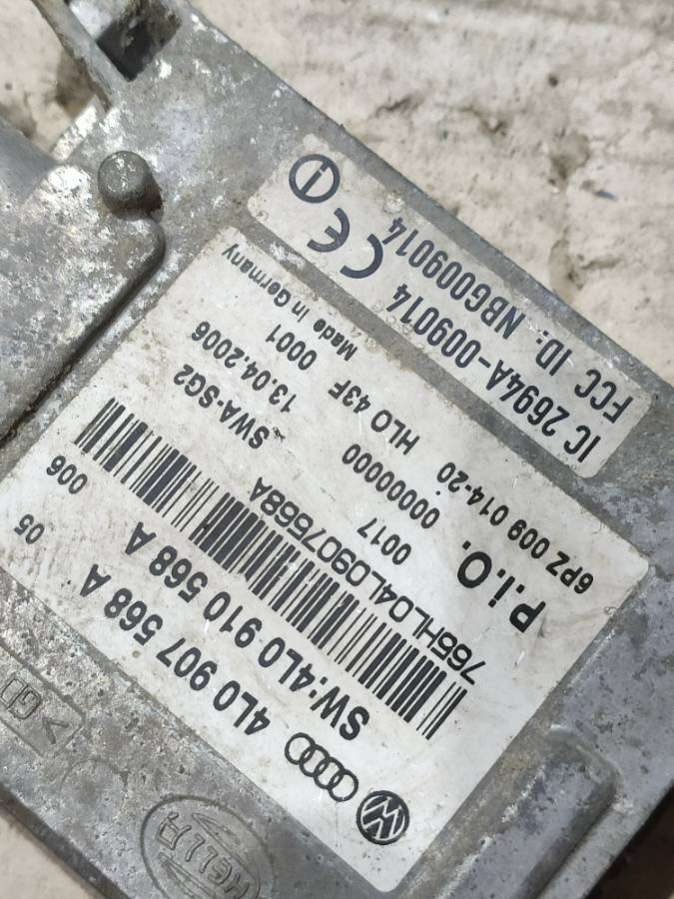 4L0 907 568 A
SW:4L0 910 568 A
05
006
765HL04L0907568A
P.i.O.
0017
SWA-SG2
00000000
13.04.2006
6PZ 009 014-20
HLO 43F
0001
Made in Germany
IC 2694A-009014
FCC ID. NBG009014
CE
i
HELLA
>GD